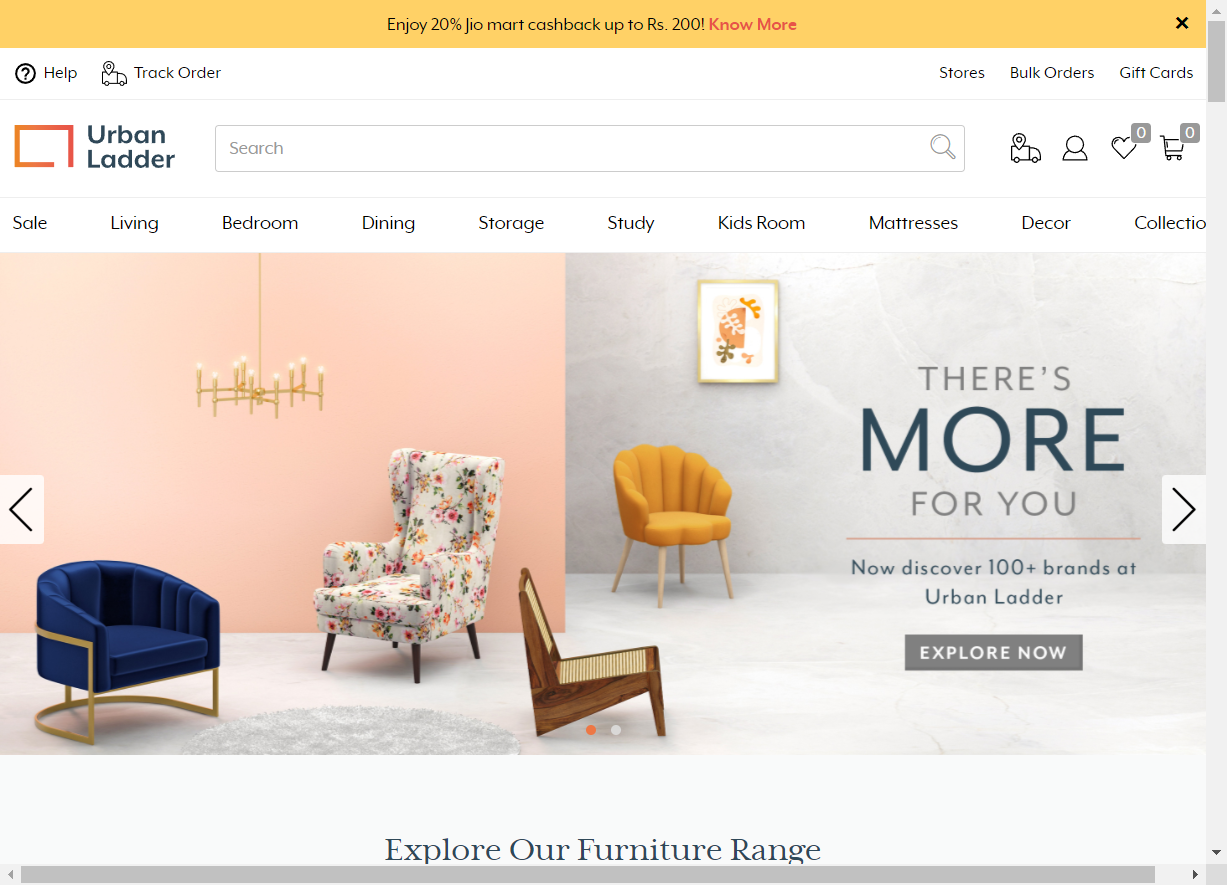 Enjoy 20% Jio mart cashback up to Rs. 200! Know More
Help Track Order Stores Bulk Orders Gift Cards
Urban
Ladder
Search
0 0
Sale Living Bedroom Dining Storage Study Kids Room Mattresses Decor Collectio
THERE'S
MORE
FOR YOU
Now discover 100+ brands at
Urban Ladder
EXPLORE NOW
Explore Our Furniture Range